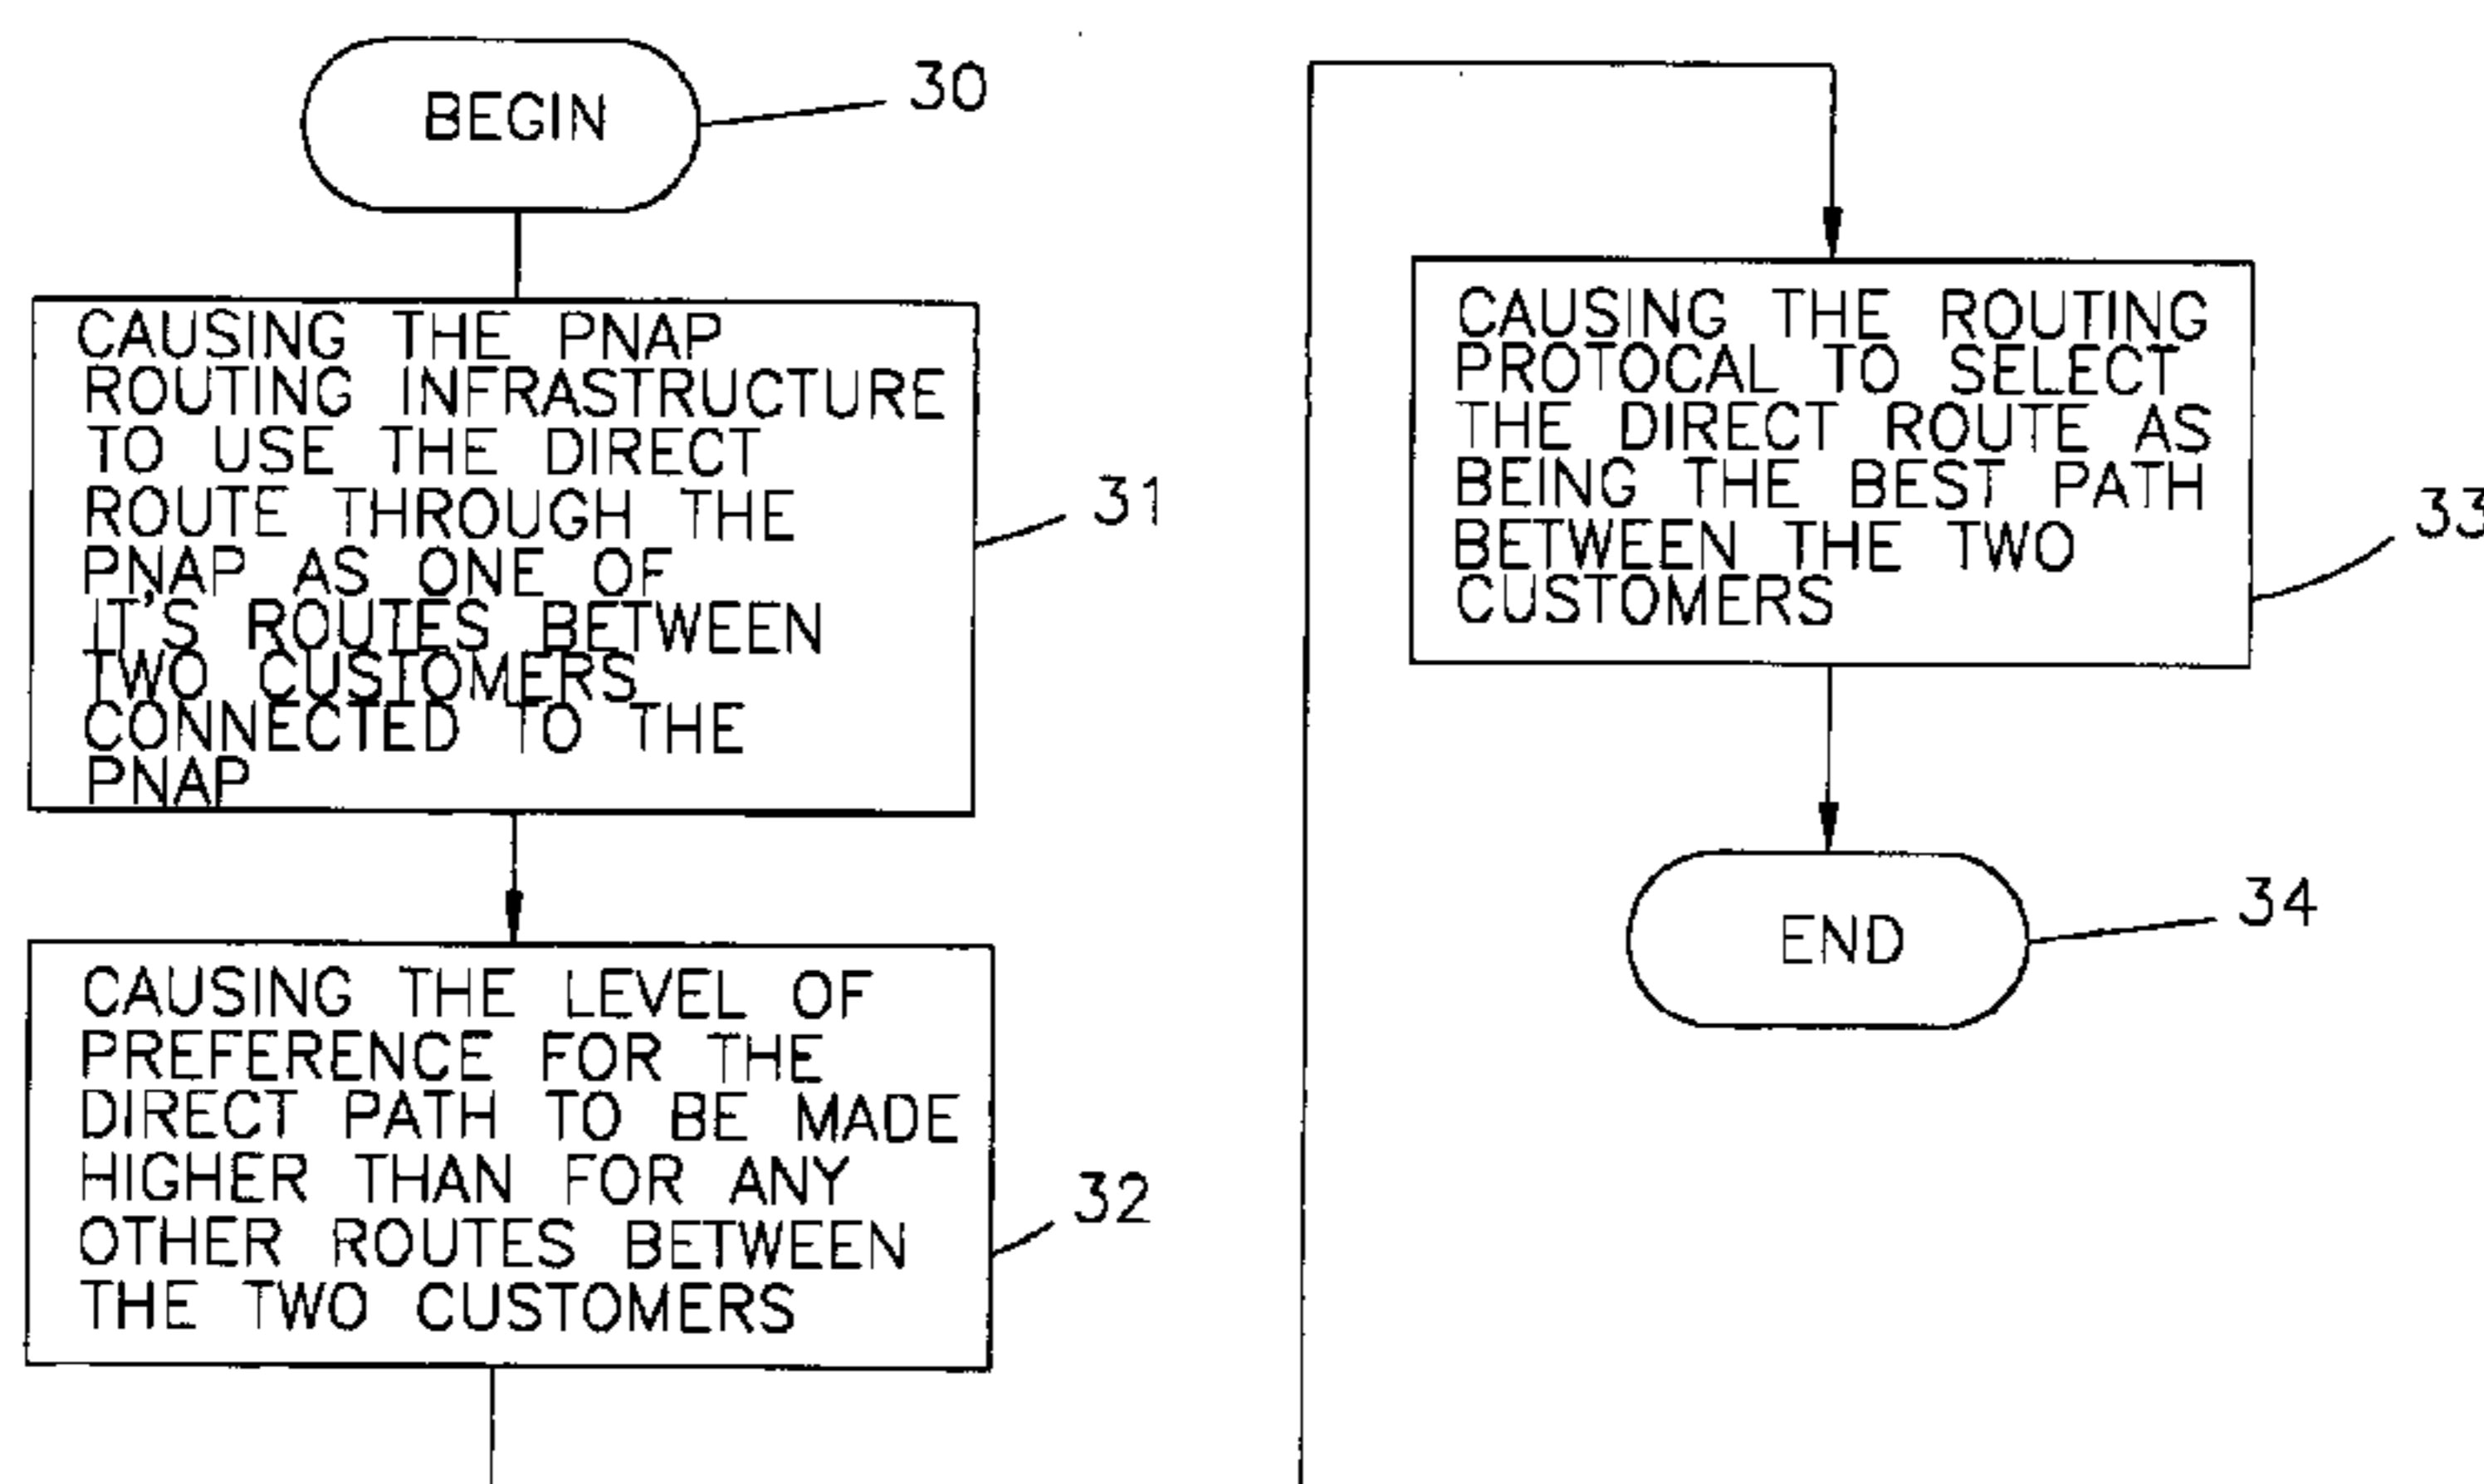 BEGIN
30
CAUSING THE PNAP
ROUTING INFRASTRUCTURE
TO USE THE DIRECT
ROUTE THROUGH THE
PNAP AS ONE OF
IT'S ROUTES BETWEEN
TWO CUSTOMERS
CONNECTED TO THE
PNAP
31
CAUSING THE LEVEL OF
PREFERENCE FOR THE
DIRECT PATH TO BE MADE
HIGHER THAN FOR ANY
OTHER ROUTES BETWEEN
THE TWO CUSTOMERS
32
CAUSING THE ROUTING
PROTOCAL TO SELECT
THE DIRECT ROUTE AS
BEING THE BEST PATH
BETWEEN THE TWO
CUSTOMERS
33
END
34